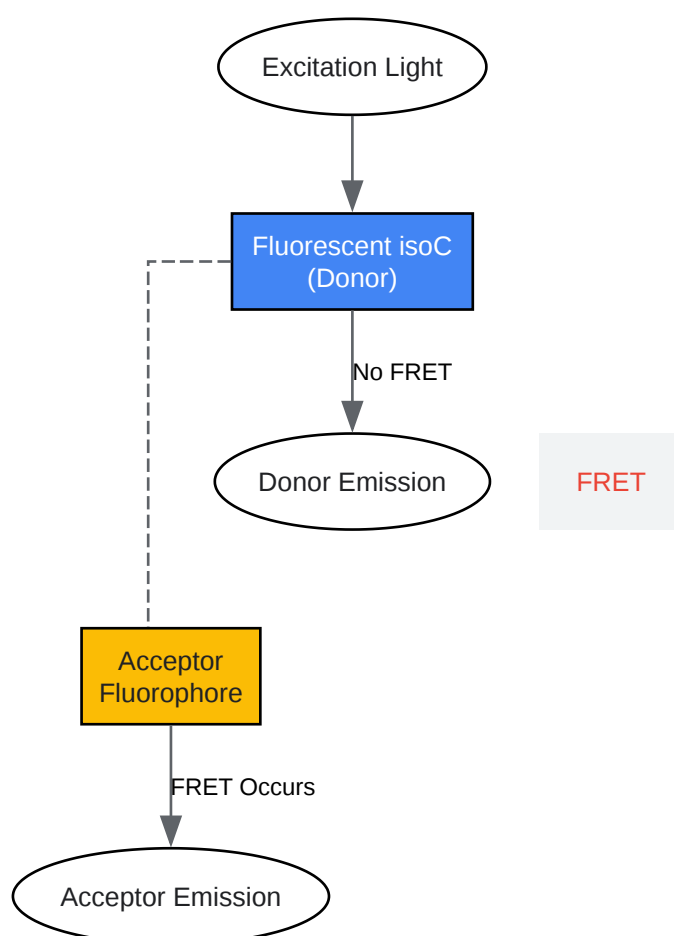 Excitation Light
Fluorescent isoC
(Donor)
No FRET
Donor Emission
FRET
Acceptor
Fluorophore
FRET Occurs
Acceptor Emission